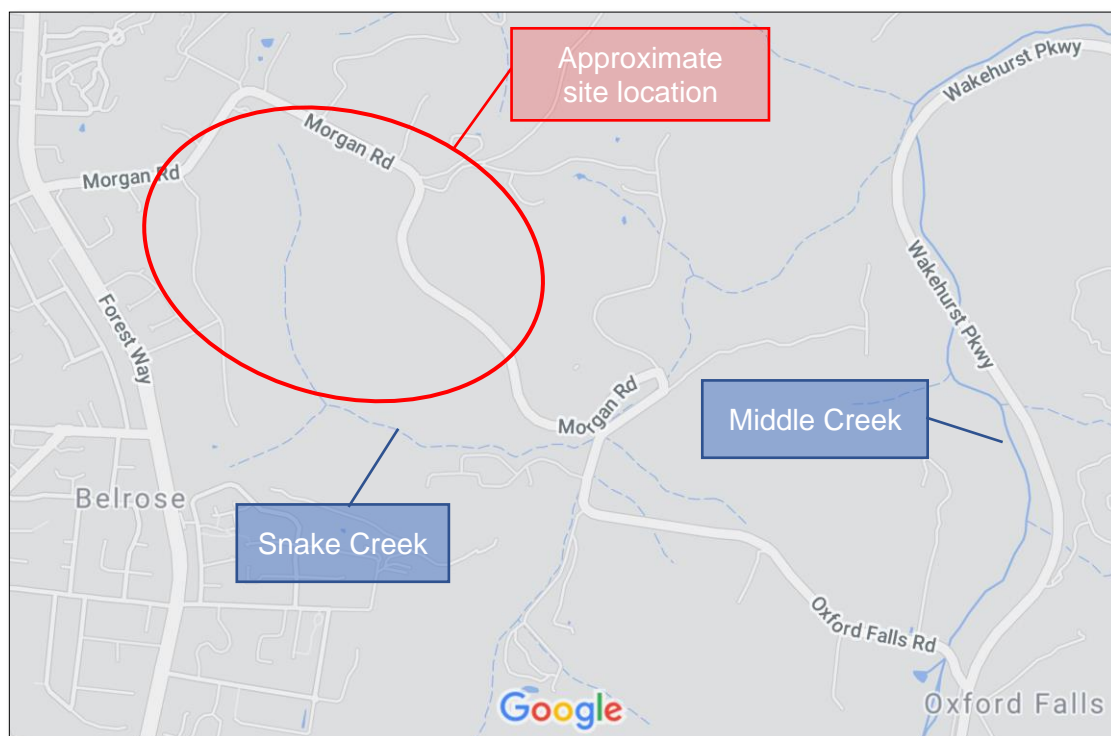 Approximate
site location
Wakehurst Pkwy
Morgan Rd
Morgan Rd
Wakehurst Pkwy
Forest Way
Morgan Rd
Middle Creek
Belrose
Snake Creek
Oxford Falls Rd
Google
Oxford Falls